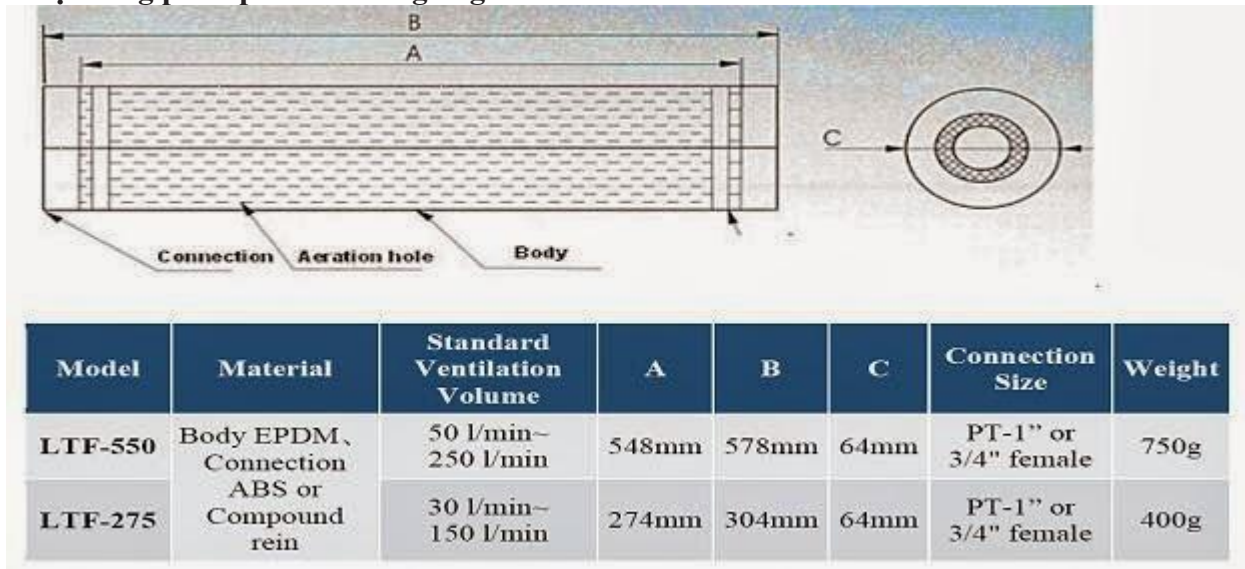 B
A
C
Connection
Aeration hole
Body
Model
Material
Standard
Ventilation
Volume
A
B
C
Connection
Size
Weight
LTF-550
Body EPDM、
Connection
ABS or
Compound
rein
50 l/min~
250 l/min
548mm
578mm
64mm
PT-1” or
3/4" female
750g
LTF-275
30 l/min~
150 l/min
274mm
304mm
64mm
PT-1” or
3/4" female
400g